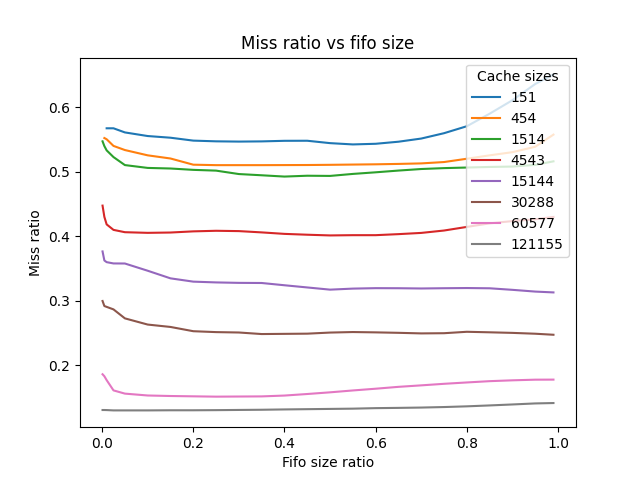 Miss ratio vs fifo size
Miss ratio
0.6
0.5
0.4
0.3
0.2
Cache sizes
151
454
1514
4543
15144
30288
60577
121155
0.0 0.2 0.4 0.6 0.8 1.0
Fifo size ratio